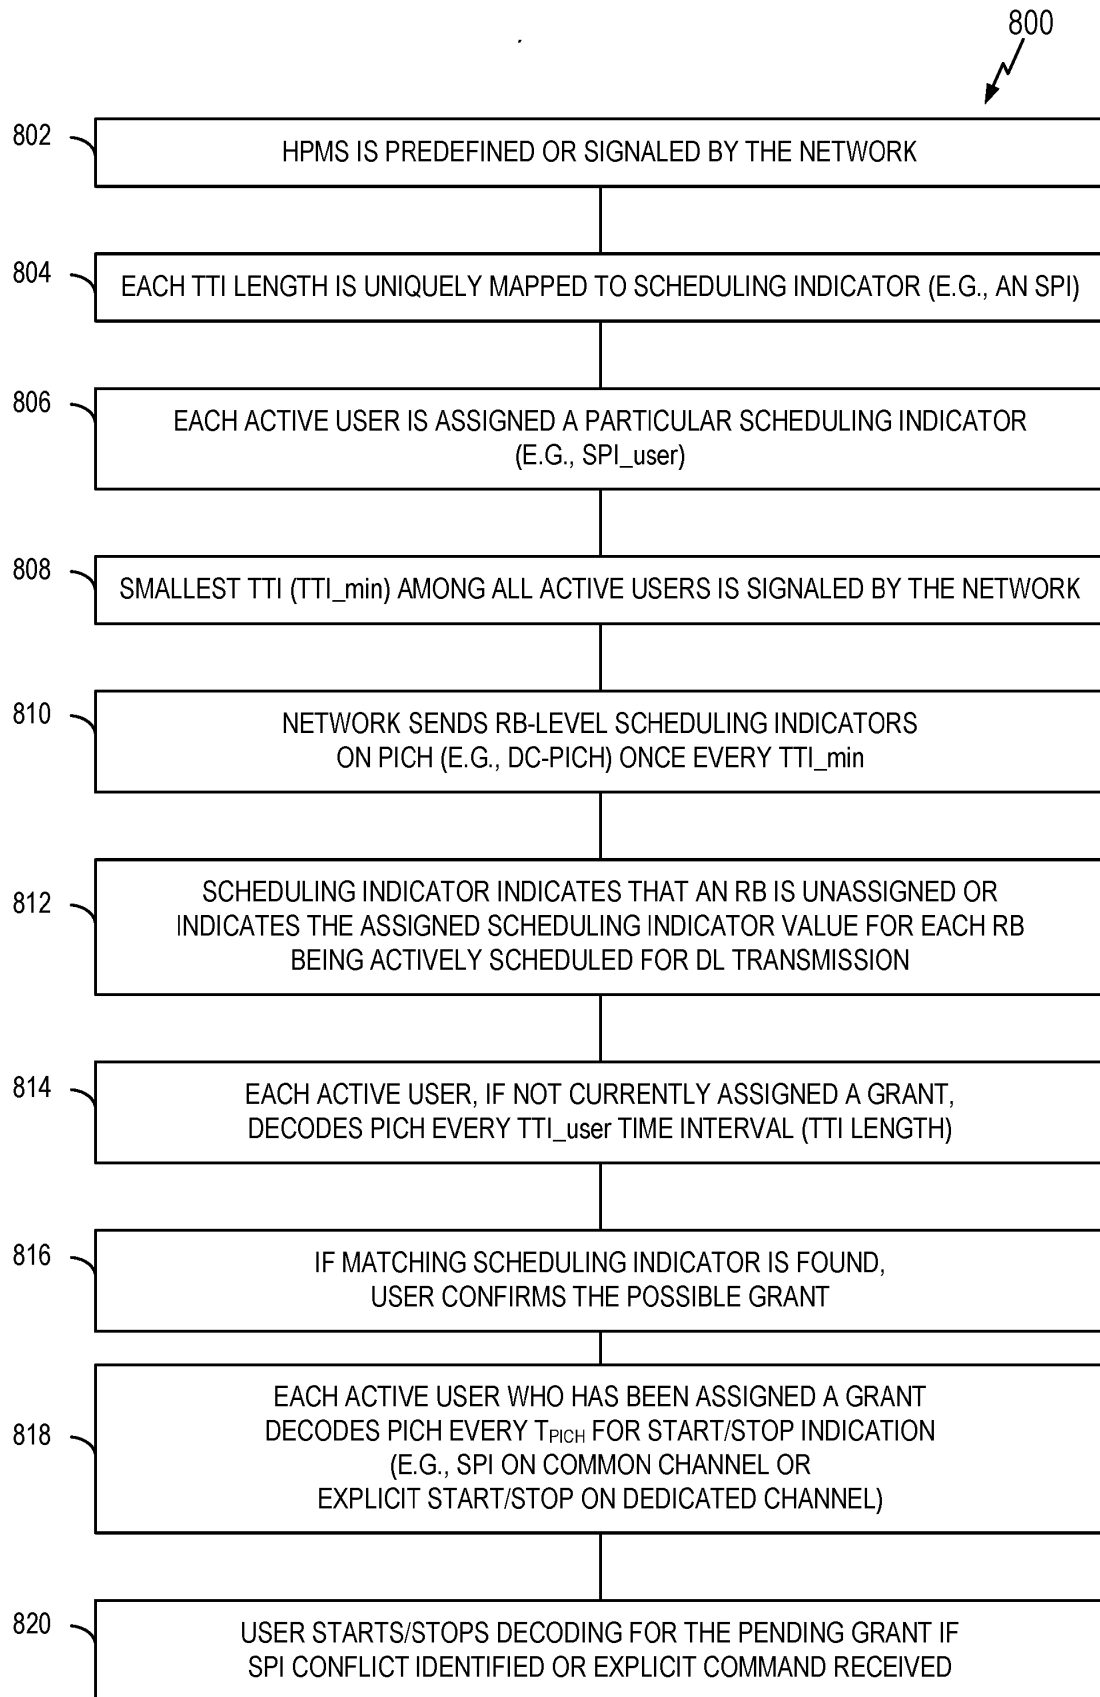 800
802
HPMS IS PREDEFINED OR SIGNALED BY THE NETWORK
804
EACH TTI LENGTH IS UNIQUELY MAPPED TO SCHEDULING INDICATOR (E.G., AN SPI)
806
EACH ACTIVE USER IS ASSIGNED A PARTICULAR SCHEDULING INDICATOR
(E.G., SPI_user)
808
SMALLEST TTI (TTI_min) AMONG ALL ACTIVE USERS IS SIGNALED BY THE NETWORK
810
NETWORK SENDS RB-LEVEL SCHEDULING INDICATORS
ON PICH (E.G., DC-PICH) ONCE EVERY TTI_min
812
SCHEDULING INDICATOR INDICATES THAT AN RB IS UNASSIGNED OR
INDICATES THE ASSIGNED SCHEDULING INDICATOR VALUE FOR EACH RB
BEING ACTIVELY SCHEDULED FOR DL TRANSMISSION
814
EACH ACTIVE USER, IF NOT CURRENTLY ASSIGNED A GRANT,
DECODES PICH EVERY TTI_user TIME INTERVAL (TTI LENGTH)
816
IF MATCHING SCHEDULING INDICATOR IS FOUND,
USER CONFIRMS THE POSSIBLE GRANT
818
EACH ACTIVE USER WHO HAS BEEN ASSIGNED A GRANT
DECODES PICH EVERY TPICH FOR START/STOP INDICATION
(E.G., SPI ON COMMON CHANNEL OR
EXPLICIT START/STOP ON DEDICATED CHANNEL)
820
USER STARTS/STOPS DECODING FOR THE PENDING GRANT IF
SPI CONFLICT IDENTIFIED OR EXPLICIT COMMAND RECEIVED